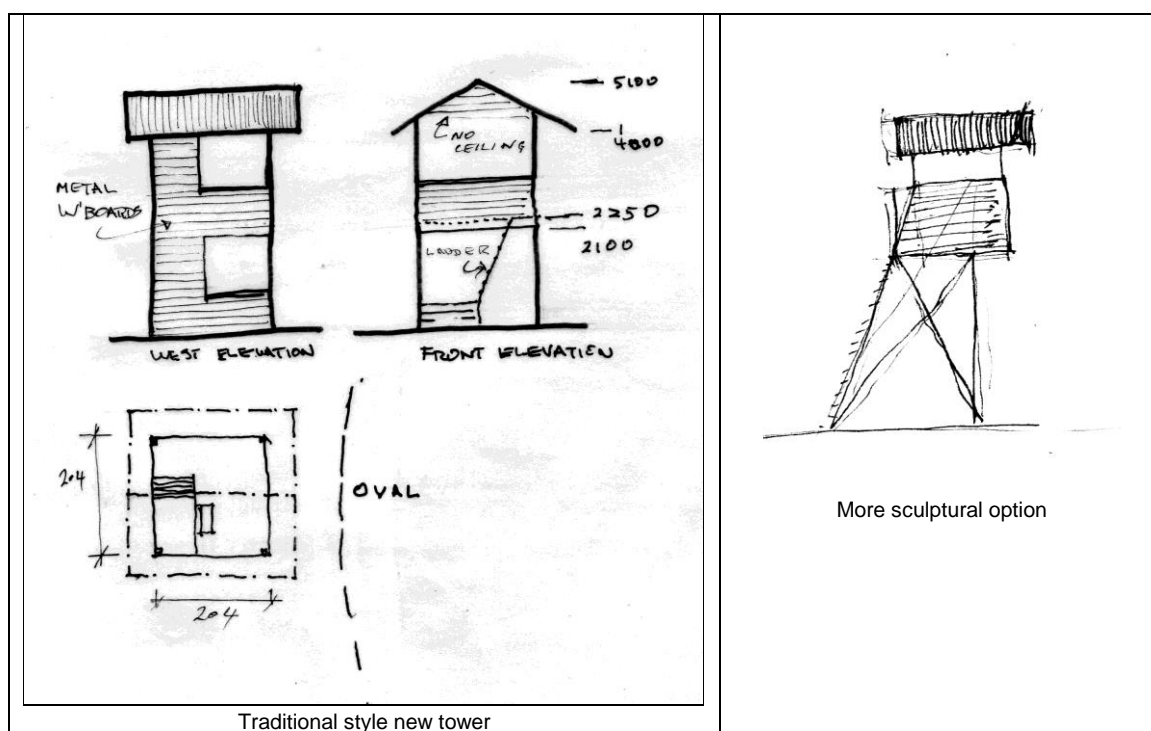 5100
4800
NO
CEILING
METAL
W'BOARDS
2250
2100
LADDER
WEST ELEVATION
FRONT ELEVATION
2.4
OVAL
2.4
Traditional style new tower
More sculptural option